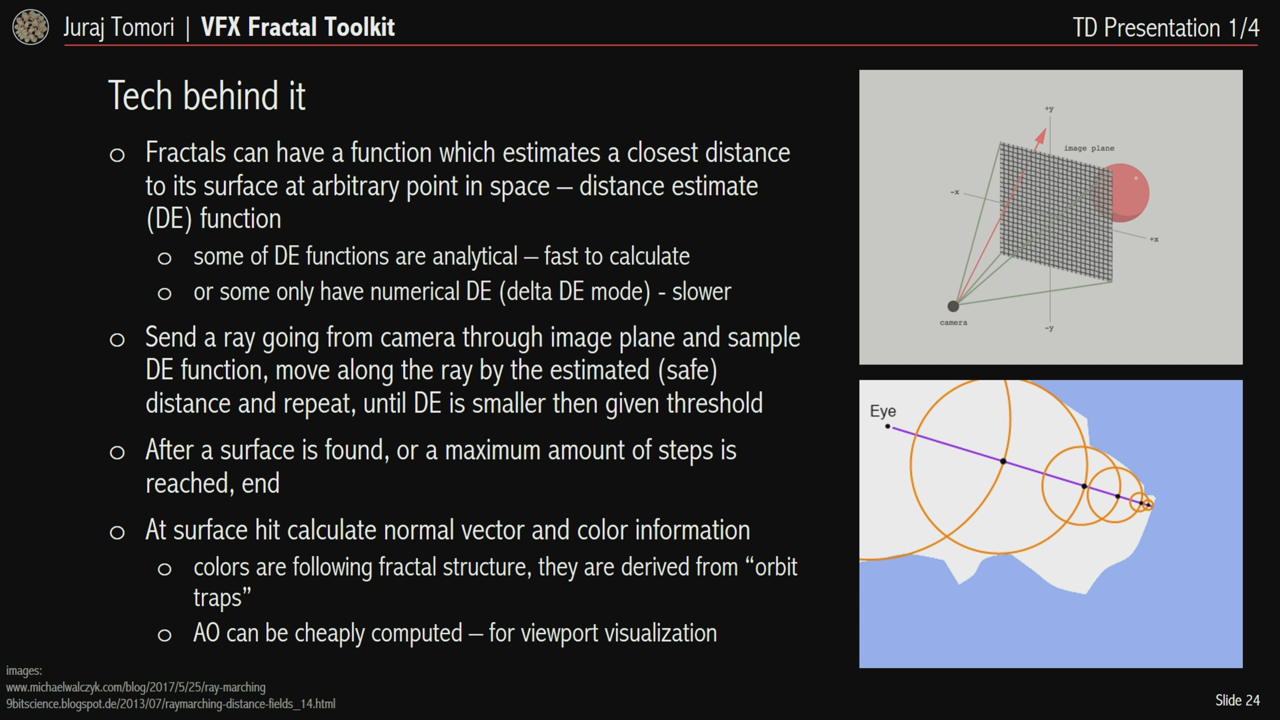 Juraj Tomori | VFX Fractal Toolkit
TD Presentation 1/4
Tech behind it
o Fractals can have a function which estimates a closest distance
to its surface at arbitrary point in space – distance estimate
(DE) function
o some of DE functions are analytical – fast to calculate
o or some only have numerical DE (delta DE mode) - slower
o Send a ray going from camera through image plane and sample
DE function, move along the ray by the estimated (safe)
distance and repeat, until DE is smaller then given threshold
o After a surface is found, or a maximum amount of steps is
reached, end
o At surface hit calculate normal vector and color information
o colors are following fractal structure, they are derived from “orbit
traps”
o AO can be cheaply computed – for viewport visualization
+y
image plane
-x
+x
camera
-y
Eye
images:
www.michaelwalczyk.com/blog/2017/5/25/ray-marching
9bitscience.blogspot.de/2013/07/raymarching-distance-fields_14.html
Slide 24